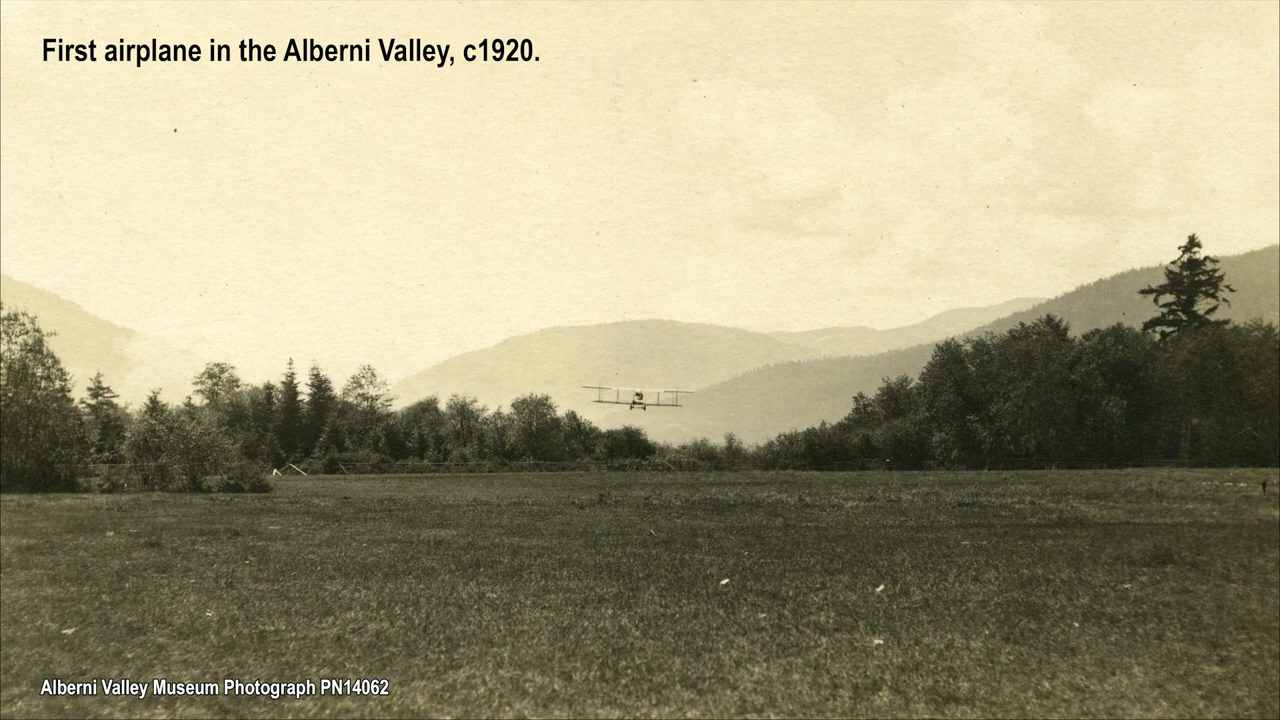 First airplane in the Alberni Valley, c1920.
Alberni Valley Museum Photograph PN14062